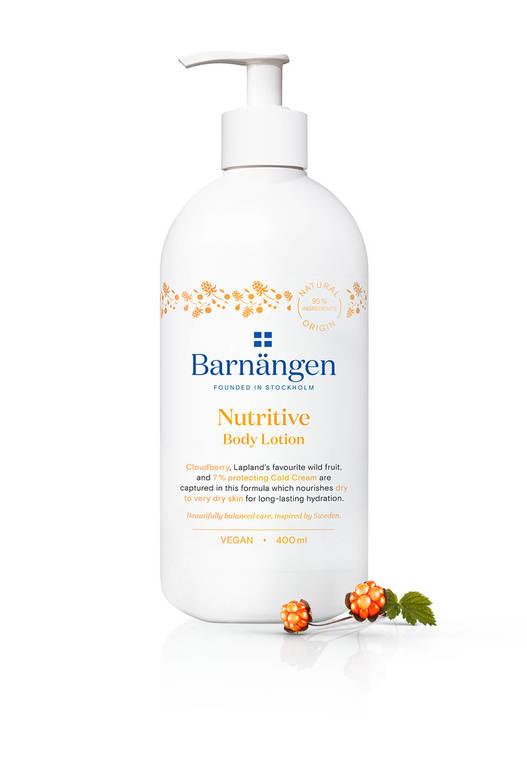 NATURAL
95 %
INGREDIENTS
ORIGIN
Barnängen
FOUNDED IN STOCKHOLM
Nutritive
Body Lotion
Cloudberry, Lapland's favourite wild fruit,
and 7% protecting Cold Cream are
captured in this formula which nourishes dry
to very dry skin for long-lasting hydration.
Beautifully balanced care, inspired by Sweden.
VEGAN • 400 ml